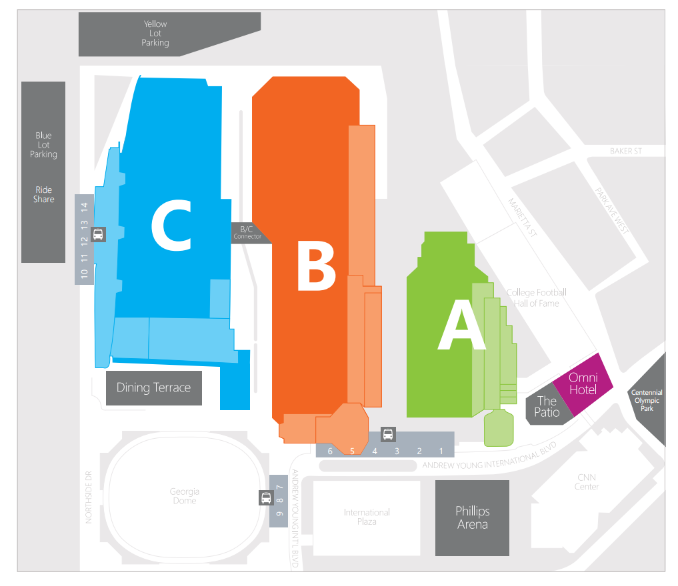 Yellow
Lot
Parking
Blue
Lot
Parking
Ride
Share
BAKER ST
PARK AVE WEST
MARIETTA ST
C
B/C
Connector
B
A
14
13
12
11
10
College Football
Hall of Fame
Omni
Hotel
The
Patio
Centennial
Olympic
Park
Dining Terrace
6 5 4 3 2 1
ANDREW YOUNG INTERNATIONAL BLVD
NORTHSIDE DR
Georgia
Dome
7
8
9
ANDREW YOUNG INTL BLVD
International
Plaza
Phillips
Arena
CNN
Center